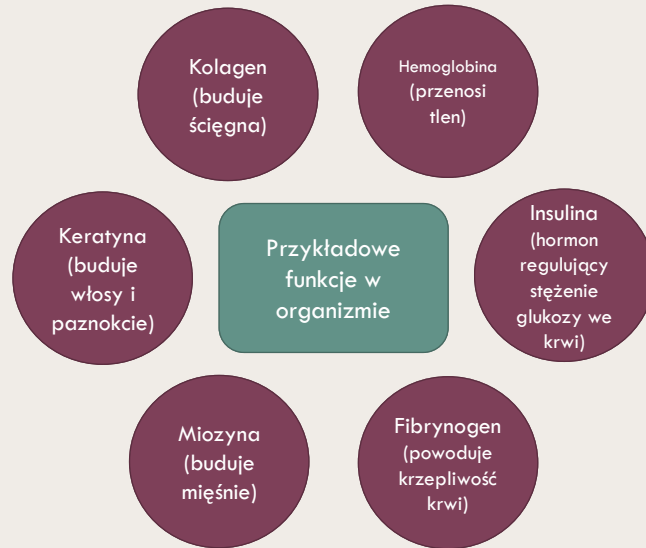 Kolagen
(buduje
ścięgna)
Hemoglobina
(przenosi
tlen)
Keratyna
(buduje
włosy i
paznokcie)
Przykładowe
funkcje w
organizmie
Insulina
(hormon
regulujący
stężenie
glukozy we
krwi)
Miozyna
(buduje
mięśnie)
Fibrynogen
(powoduje
krzepliwość
krwi)